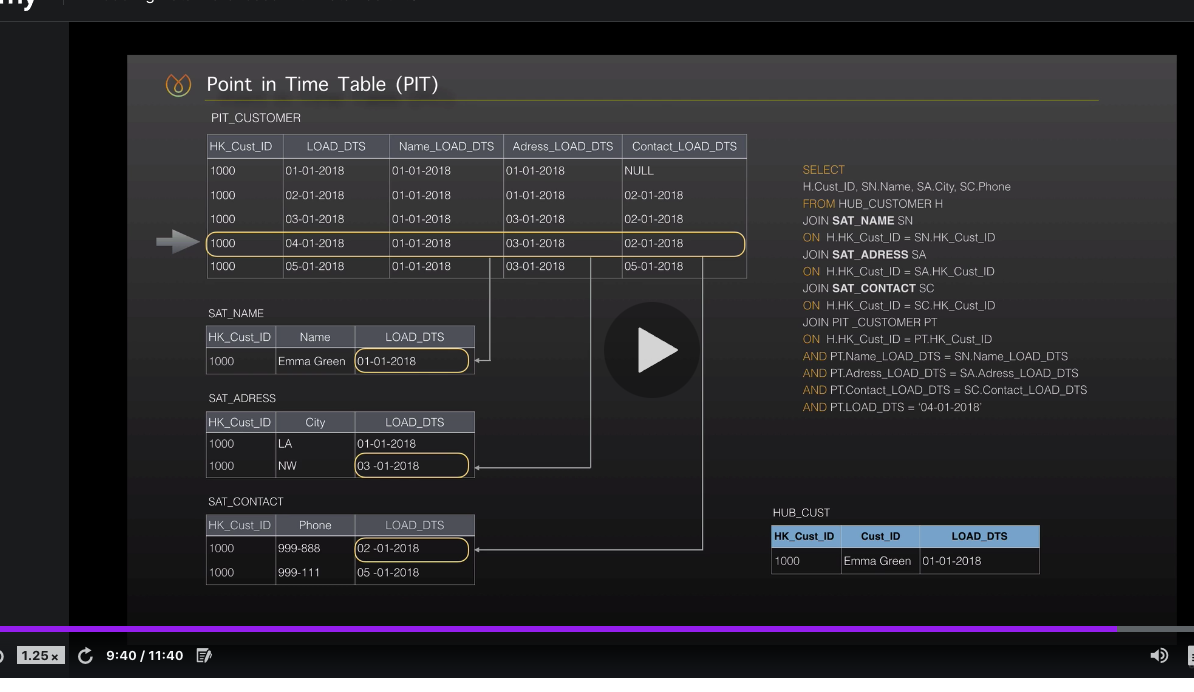 Point in Time Table (PIT)
PIT_CUSTOMER
HK_Cust_ID LOAD_DTS Name_LOAD_DTS Adress_LOAD_DTS Contact_LOAD_DTS
1000 01-01-2018 01-01-2018 01-01-2018 NULL
1000 02-01-2018 01-01-2018 01-01-2018 02-01-2018
1000 03-01-2018 01-01-2018 03-01-2018 02-01-2018
1000 04-01-2018 01-01-2018 03-01-2018 02-01-2018
1000 05-01-2018 01-01-2018 03-01-2018 05-01-2018
SAT_NAME
HK_Cust_ID Name LOAD_DTS
1000 Emma Green 01-01-2018
SAT_ADRESS
HK_Cust_ID City LOAD_DTS
1000 LA 01-01-2018
1000 NW 03 -01-2018
SAT_CONTACT
HK_Cust_ID Phone LOAD_DTS
1000 999-888 02 -01-2018
1000 999-111 05 -01-2018
SELECT
H.Cust_ID, SN.Name, SA.City, SC.Phone
FROM HUB_CUSTOMER H
JOIN SAT_NAME SN
ON H.HK_Cust_ID = SN.HK_Cust_ID
JOIN SAT_ADRESS SA
ON H.HK_Cust_ID = SA.HK_Cust_ID
JOIN SAT_CONTACT SC
ON H.HK_Cust_ID = SC.HK_Cust_ID
JOIN PIT _CUSTOMER PT
ON H.HK_Cust_ID = PT.HK_Cust_ID
AND PT.Name_LOAD_DTS = SN.Name_LOAD_DTS
AND PT.Adress_LOAD_DTS = SA.Adress_LOAD_DTS
AND PT.Contact_LOAD_DTS = SC.Contact_LOAD_DTS
AND PT.LOAD_DTS = '04-01-2018'
HUB_CUST
HK_Cust_ID Cust_ID LOAD_DTS
1000 Emma Green 01-01-2018
1.25x 9:40 / 11:40